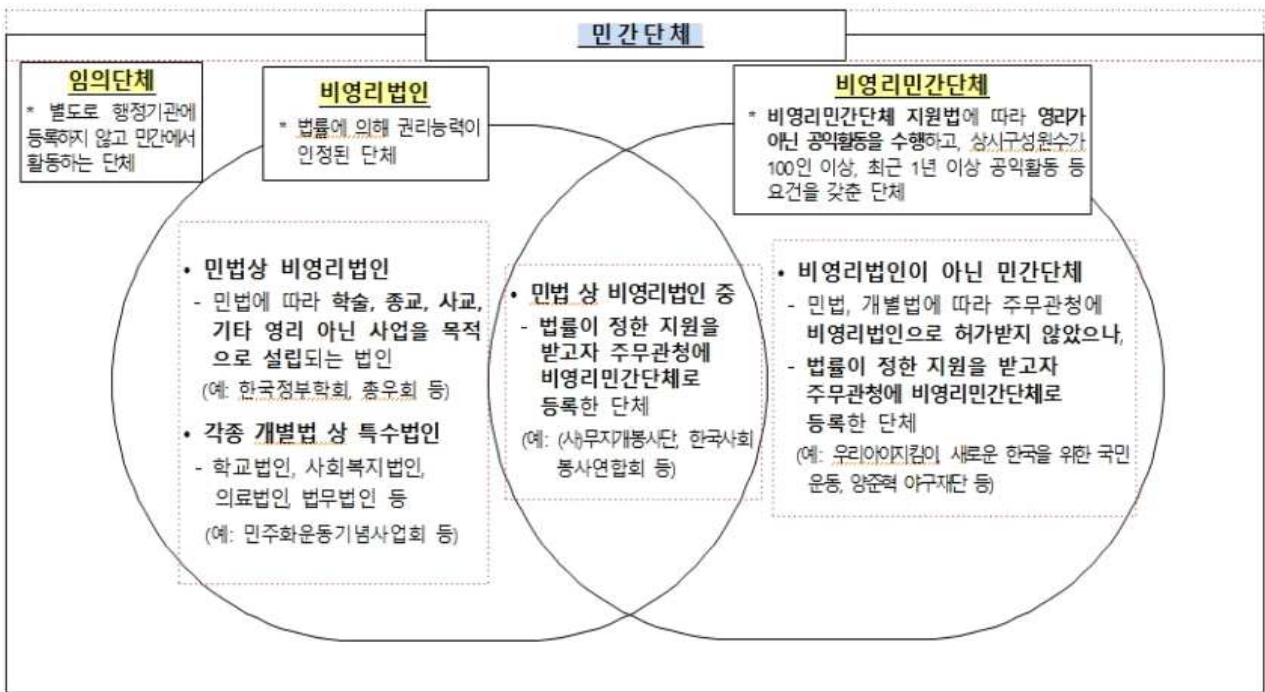 민간단체
임의단체
* 별도로 행정기관에
등록하지 않고 민간에서
활동하는 단체
비영리법인
* 법률에 의해 권리능력이
인정된 단체
비영리민간단체
* 비영리민간단체 지원법에 따라 영리가
아닌 공익활동을 수행하고, 상시구성원수가
100인 이상, 최근 1년 이상 공익활동 등
요건을 갖춘 단체
• 민법상 비영리법인
- 민법에 따라 학술, 종교, 사교,
기타 영리 아닌 사업을 목적
으로 설립되는 법인
(예: 한국정부학회, 총우회 등)
• 각종 개별법 상 특수법인
- 학교법인, 사회복지법인,
의료법인, 법무법인 등
(예: 민주화운동기념사업회 등)
• 민법 상 비영리법인 중
- 법률이 정한 지원을
받고자 주무관청에
비영리민간단체로
등록한 단체
(예: (사)무지개봉사단, 한국사회
봉사연합회 등)
• 비영리법인이 아닌 민간단체
- 민법, 개별법에 따라 주무관청에
비영리법인으로 허가받지 않았으나,
- 법률이 정한 지원을 받고자
주무관청에 비영리민간단체로
등록한 단체
(예: 우리아이지킴이, 새로운 한국을 위한 국민
운동, 양준혁 야구재단 등)